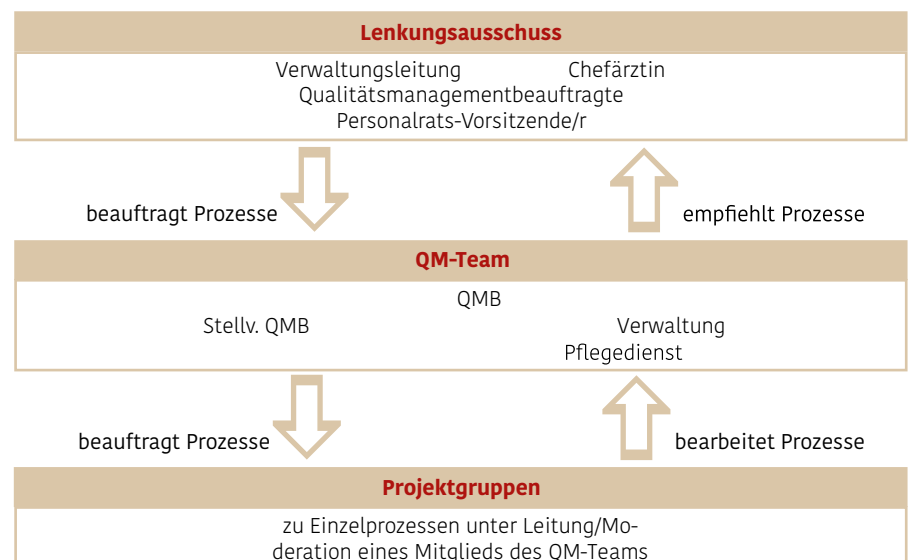 Lenkungsausschuss
Verwaltungsleitung Chefärztin
Qualitätsmanagementbeauftragte
Personalrats-Vorsitzende/r
beauftragt Prozesse empfiehlt Prozesse
QM-Team
QMB
Stellv. QMB Verwaltung
Pflegedienst
beauftragt Prozesse bearbeitet Prozesse
Projektgruppen
zu Einzelprozessen unter Leitung/Mo-
deration eines Mitglieds des QM-Teams